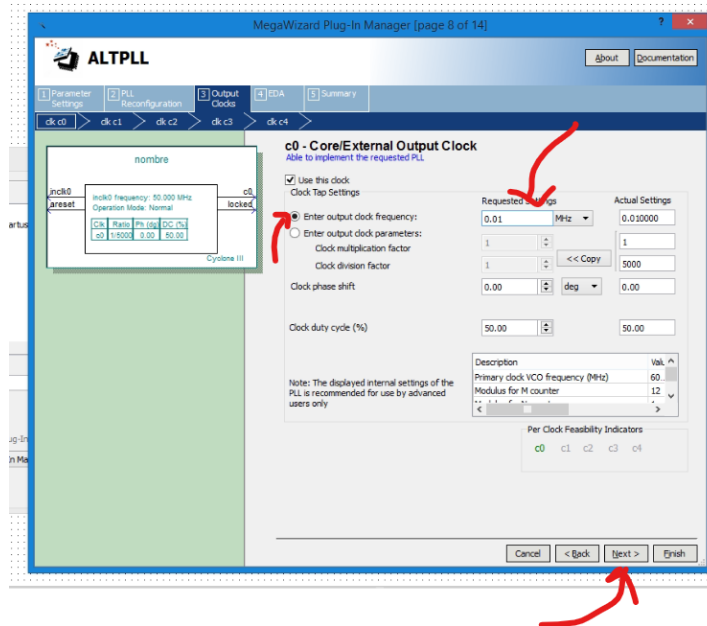 MegaWizard Plug-In Manager [page 8 of 14]
?
ALTPLL
About
Documentation
1 Parameter Settings
2 PLL Reconfiguration
3 Output Clocks
4 EDA
5 Summary
clk c0
clk c1
clk c2
clk c3
clk c4
nombre
inclk0
areset
inclk0 frequency: 50.000 MHz
Operation Mode: Normal
Clk Ratio Ph (dg) DC (%)
c0 1/5000 0.00 50.00
c0
locked
Cyclone III
c0 - Core/External Output Clock
Able to implement the requested PLL
Use this clock
Clock Tap Settings
Requested Settings
Actual Settings
Enter output clock frequency:
0.01
MHz
0.010000
Enter output clock parameters:
Clock multiplication factor
1
1
<< Copy
Clock division factor
1
5000
Clock phase shift
0.00
deg
0.00
Clock duty cycle (%)
50.00
50.00
Note: The displayed internal settings of the
PLL is recommended for use by advanced
users only
Description
Primary clock VCO frequency (MHz)
60
Modulus for M counter
12
Per Clock Feasibility Indicators
c0 c1 c2 c3 c4
Cancel
< Back
Next >
Finish